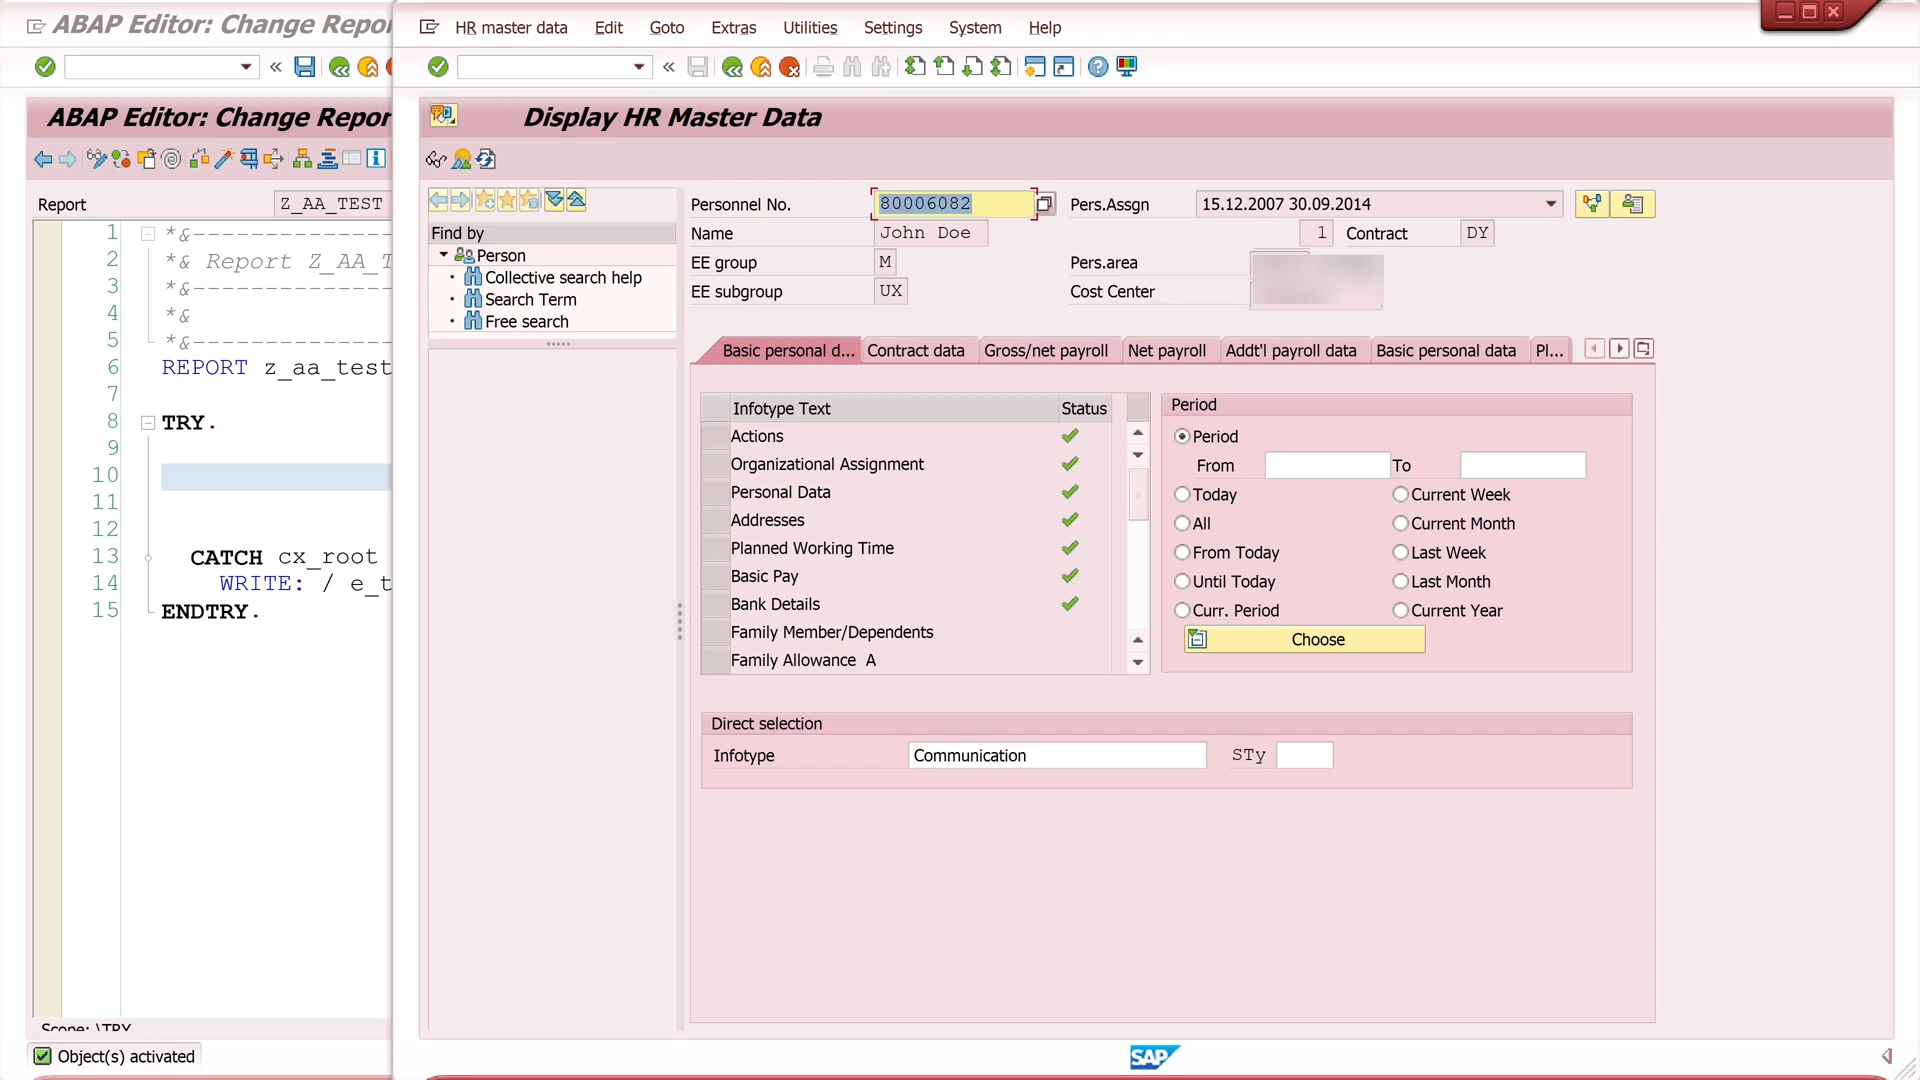 ABAP Editor: Change Repor
HR master data
Edit
Goto
Extras
Utilities
Settings
System
Help
ABAP Editor: Change Repor
Report
Z_AA_TEST
1 *&---------------
2 *& Report Z_AA_T
3 *&---------------
4 *&
5 *&---------------
6 REPORT z_aa_test
7
8 TRY.
9
10
11
12
13 CATCH cx_root
14 WRITE: / e_t
15 ENDTRY.
Scope: \TRY
Object(s) activated
Display HR Master Data
Find by
Person
Collective search help
Search Term
Free search
Personnel No. 80006082 Pers.Assgn 15.12.2007 30.09.2014
Name John Doe 1 Contract DY
EE group M Pers.area
EE subgroup UX Cost Center
Basic personal d... Contract data Gross/net payroll Net payroll Addt'l payroll data Basic personal data Pl...
Infotype Text Status
Actions
Organizational Assignment
Personal Data
Addresses
Planned Working Time
Basic Pay
Bank Details
Family Member/Dependents
Family Allowance A
Period
Period
From To
Today Current Week
All Current Month
From Today Last Week
Until Today Last Month
Curr. Period Current Year
Choose
Direct selection
Infotype Communication STy
SAP